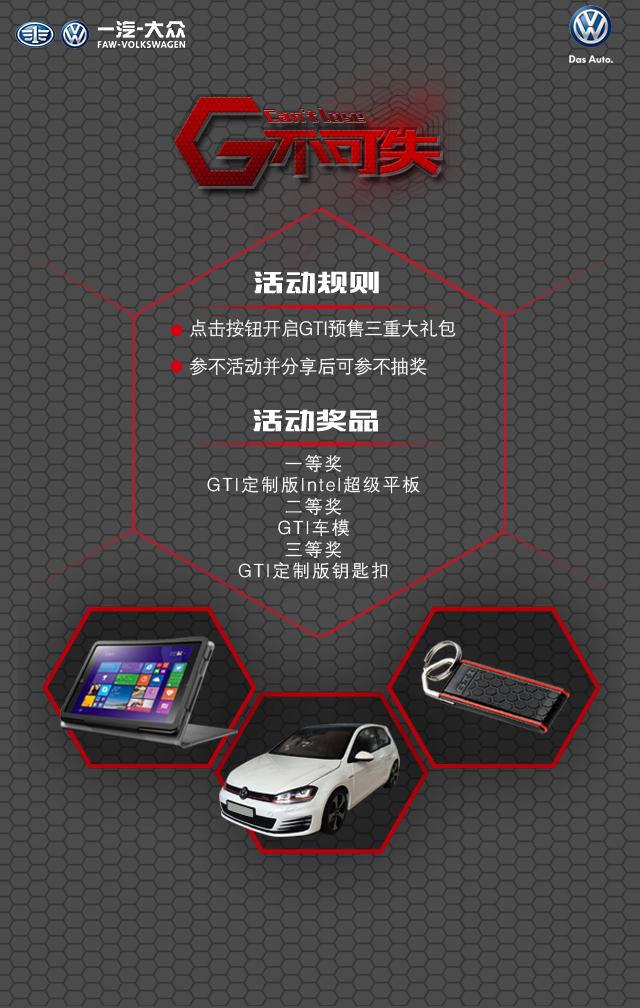 一汽-大众
FAW-VOLKSWAGEN
Das Auto.
Can't luse
G不可失
活动规则
点击按钮开启GTI预售三重大礼包
参不活动并分享后可参不抽奖
活动奖品
一等奖
GTI定制版Intel超级平板
二等奖
GTI车模
三等奖
GTI定制版钥匙扣